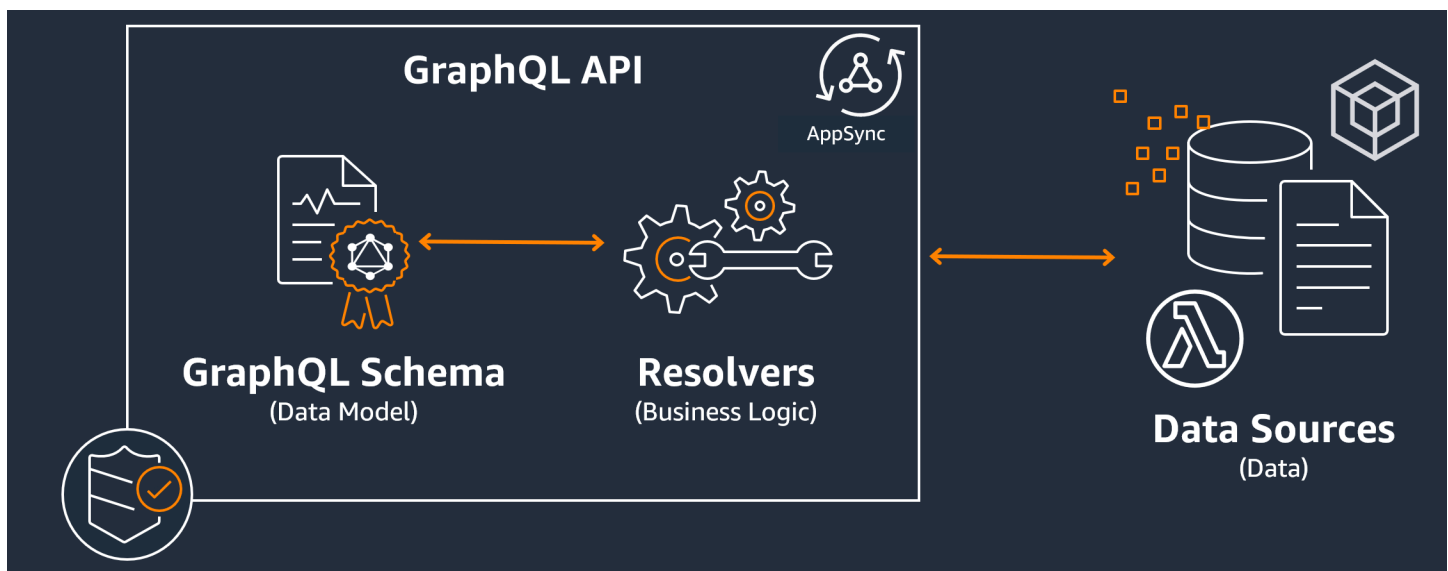 GraphQL API
AppSync
GraphQL Schema
(Data Model)
Resolvers
(Business Logic)
Data Sources
(Data)